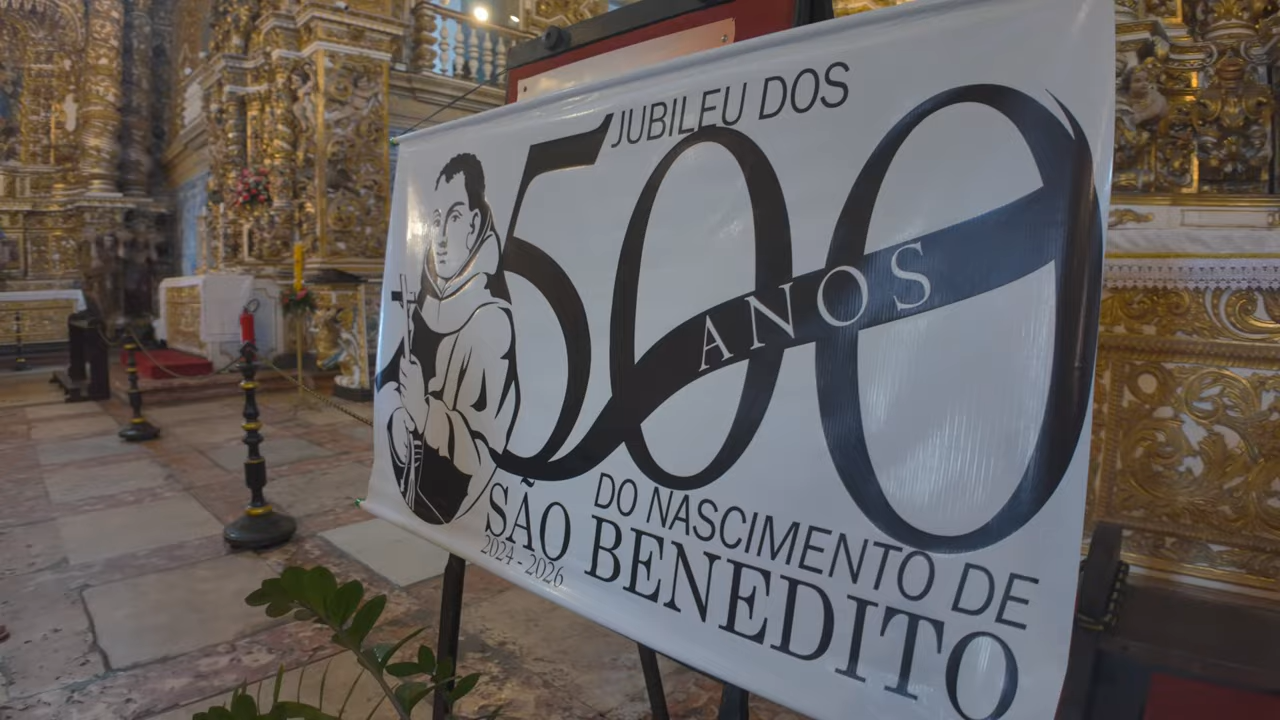 JUBILEU DOS
500
ANOS
DO NASCIMENTO DE
SÃO BENEDITO
2024 - 2026